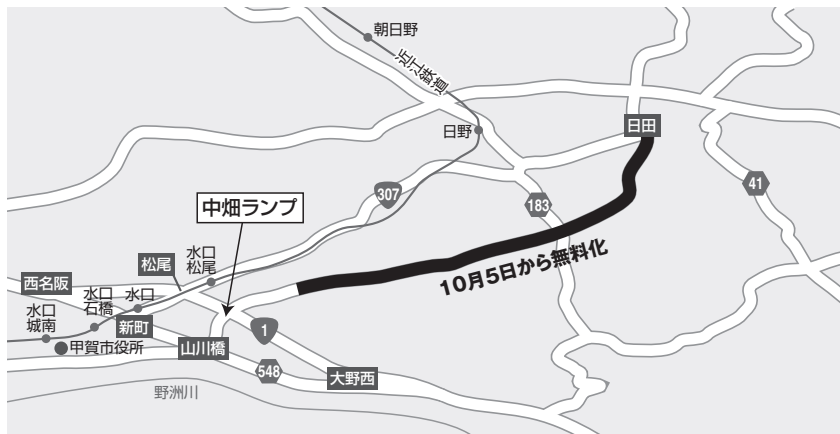 朝日野
近江鉄道
日田
日野
307
41
183
中畑ランプ
10月5日から無料化
水口
松尾
松尾
西名阪
水口
石橋
水口
水口
城南
新町
1
甲賀市役所
山川橋
548
大野西
野洲川